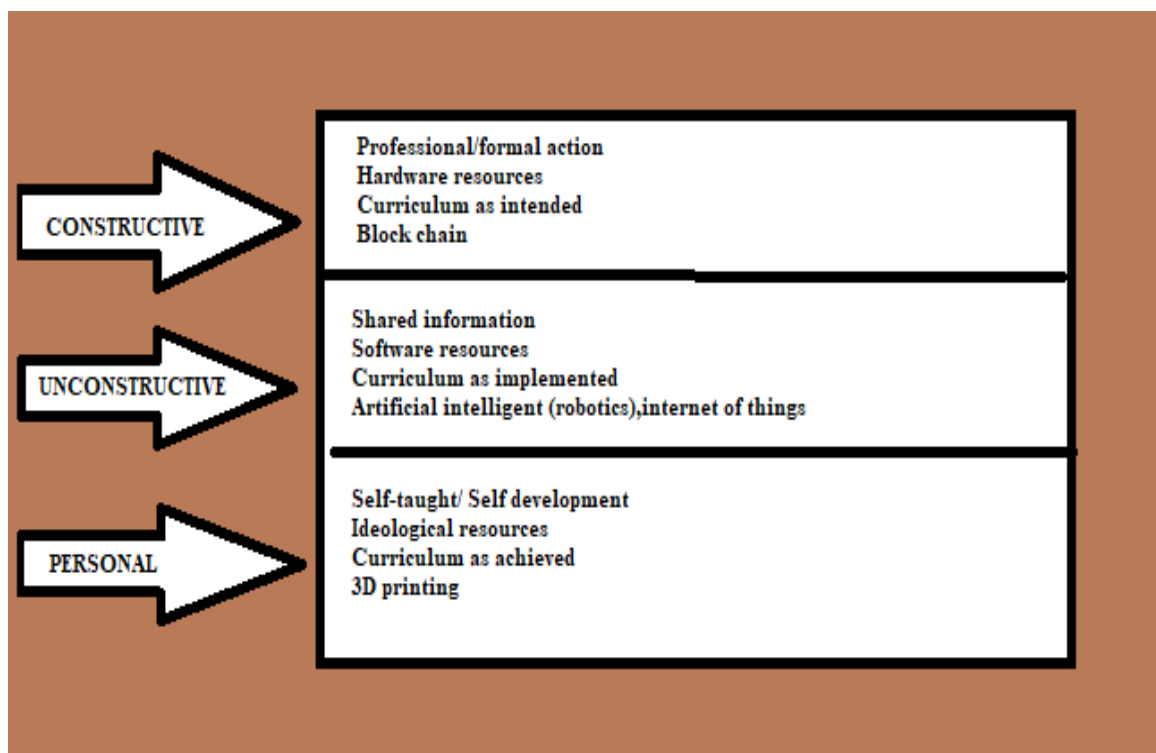 CONSTRUCTIVE
Professional/formal action
Hardware resources
Curriculum as intended
Block chain
UNCONSTRUCTIVE
Shared information
Software resources
Curriculum as implemented
Artificial intelligent (robotics),internet of things
PERSONAL
Self-taught/ Self development
Ideological resources
Curriculum as achieved
3D printing